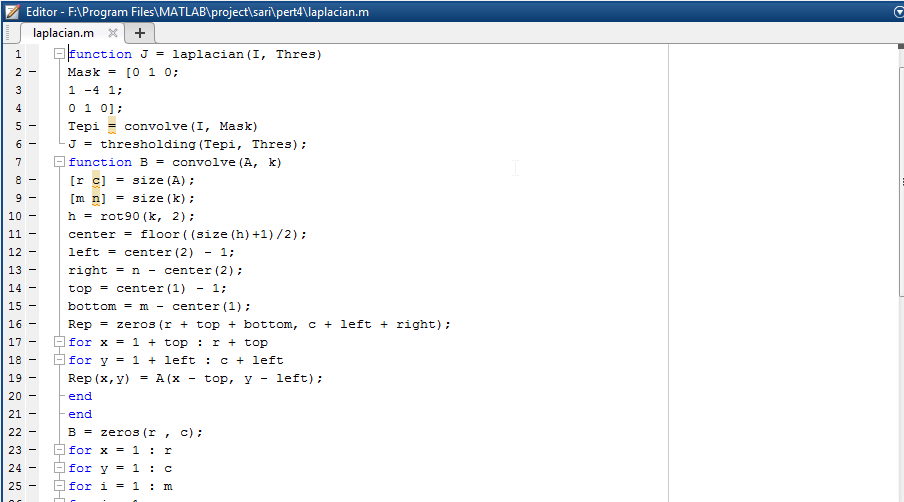 Editor - F:\Program Files\MATLAB\project\sari\pert4\laplacian.m
laplacian.m
1 function J = laplacian(I, Thres)
2 Mask = [0 1 0;
3 1 -4 1;
4 0 1 0];
5 Tepi = convolve(I, Mask)
6 J = thresholding(Tepi, Thres);
7 function B = convolve(A, k)
8 [r c] = size(A);
9 [m n] = size(k);
10 h = rot90(k, 2);
11 center = floor((size(h)+1)/2);
12 left = center(2) - 1;
13 right = n - center(2);
14 top = center(1) - 1;
15 bottom = m - center(1);
16 Rep = zeros(r + top + bottom, c + left + right);
17 for x = 1 + top : r + top
18 for y = 1 + left : c + left
19 Rep(x,y) = A(x - top, y - left);
20 end
21 end
22 B = zeros(r , c);
23 for x = 1 : r
24 for y = 1 : c
25 for i = 1 : m